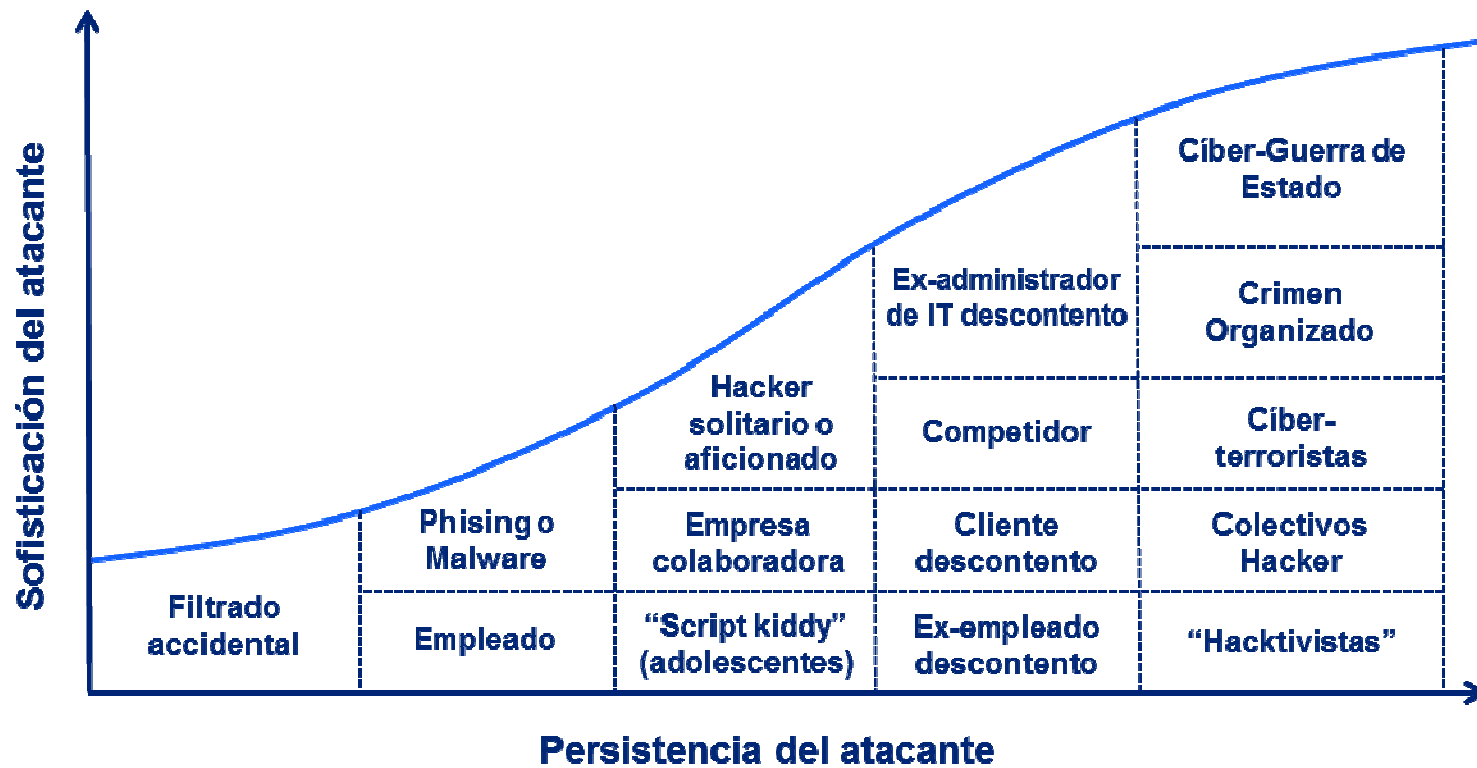 Sofisticación del atacante
Filtrado
accidental
Phising o
Malware
Empleado
Hacker
solitario o
aficionado
Empresa
colaboradora
“Script kiddy”
(adolescentes)
Ex-administrador
de IT descontento
Competidor
Cliente
descontento
Ex-empleado
descontento
Cíber-Guerra de
Estado
Crimen
Organizado
Cíber-
terroristas
Colectivos
Hacker
“Hacktivistas”
Persistencia del atacante